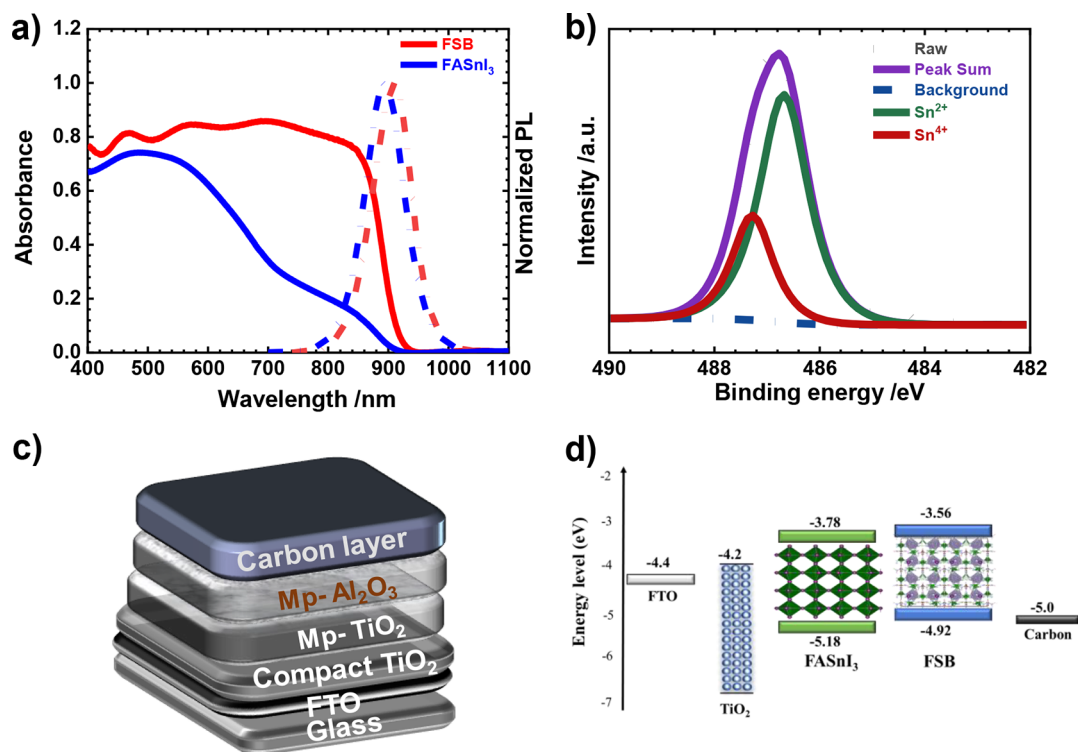 a)
FSB
FASnI₃
Absorbance
1.2
1.0
0.8
0.6
0.4
0.2
0.0
400 500 600 700 800 900 1000 1100
Wavelength /nm
Normalized PL
b)
Raw
Peak Sum
Background
Sn²⁺
Sn⁴⁺
Intensity /a.u.
490 488 486 484 482
Binding energy /eV
c)
Carbon layer
Mp- Al₂O₃
Mp- TiO₂
Compact TiO₂
FTO
Glass
d)
Energy level (eV)
-2
-3
-4
-5
-6
-7
-4.4
FTO
-4.2
TiO₂
-3.78
-5.18
FASnI₃
-3.56
-4.92
FSB
-5.0
Carbon